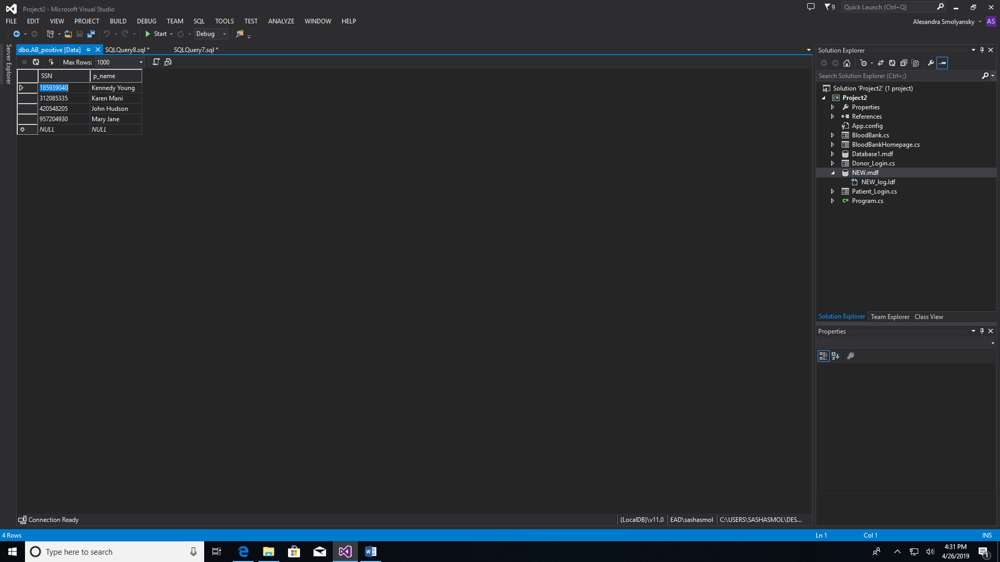 Project2 - Microsoft Visual Studio
9
Quick Launch (Ctrl+Q)
FILE EDIT VIEW PROJECT BUILD DEBUG TEAM SQL TOOLS TEST ANALYZE WINDOW HELP
Alexandra Smolyansky AS
Start Debug
Server Explorer
dbo.AB_positive [Data] SQLQuery8.sql * SQLQuery7.sql *
Max Rows: 1000
SSN p_name
185939040 Kennedy Young
312085335 Karen Mani
420548205 John Hudson
957204930 Mary Jane
NULL NULL
Connection Ready
(LocalDB)\v11.0 EAD\sashasmol C:\USERS\SASHASMOL\DES...
Solution Explorer
Search Solution Explorer (Ctrl+;)
Solution 'Project2' (1 project)
C# Project2
Properties
References
App.config
BloodBank.cs
BloodBankHomepage.cs
Database1.mdf
Donor_Login.cs
NEW.mdf
NEW_log.ldf
Patient_Login.cs
C# Program.cs
Solution Explorer Team Explorer Class View
Properties
4 Rows Ln 1 Col 1 INS
Type here to search
4:31 PM
4/26/2019
1